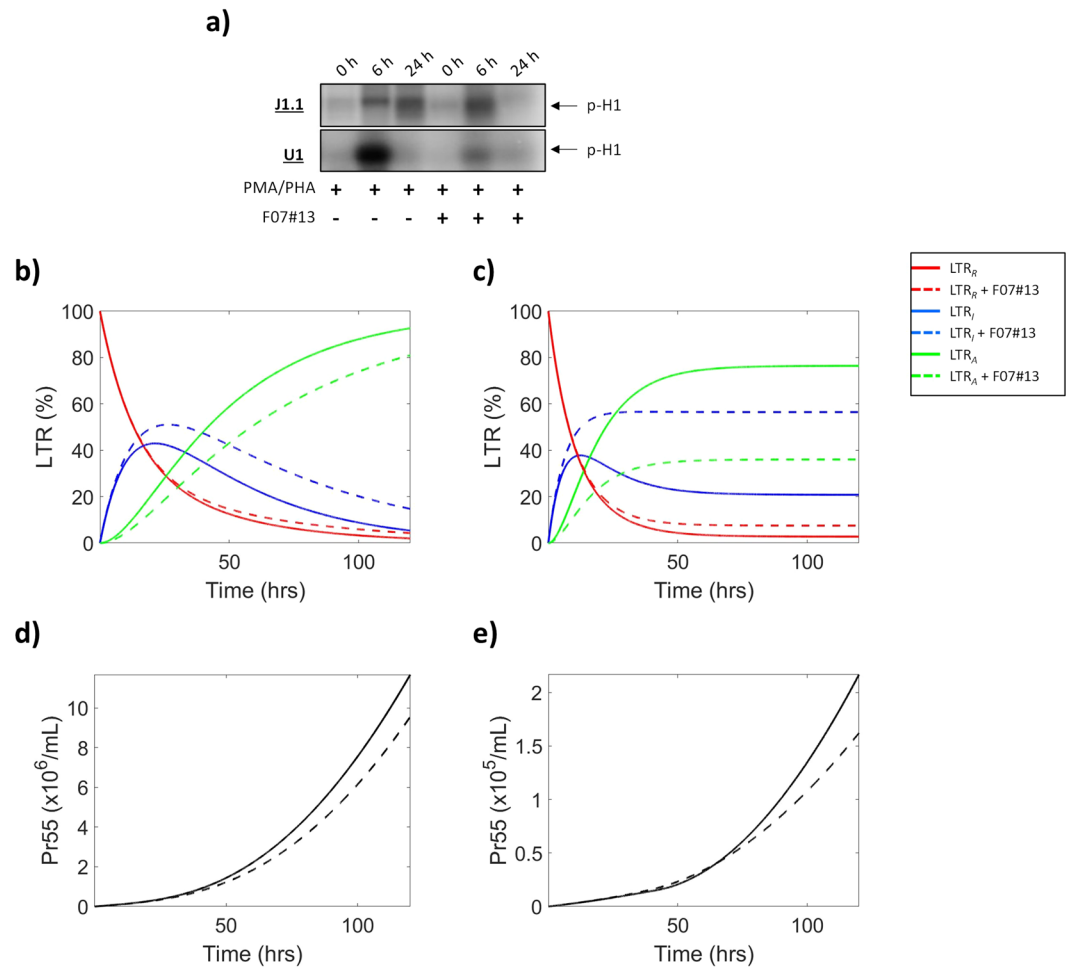 a)
0 h 6 h 24 h 0 h 6 h 24 h
J1.1 p-H1
U1 p-H1
PMA/PHA + + + + + +
F07#13 - - - + + +
b)
100
80
60
40
20
0
LTR (%)
50 100
Time (hrs)
c)
100
80
60
40
20
0
LTR (%)
50 100
Time (hrs)
LTR_R
LTR_R + F07#13
LTR_I
LTR_I + F07#13
LTR_A
LTR_A + F07#13
d)
10
8
6
4
2
0
Pr55 (x10^6/mL)
50 100
Time (hrs)
e)
2
1.5
1
0.5
0
Pr55 (x10^5/mL)
50 100
Time (hrs)